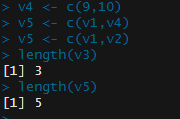 > v4 <- c(9,10)
> v5 <- c(v1,v4)
> v5 <- c(v1,v2)
> length(v3)
[1] 3
> length(v5)
[1] 5
>